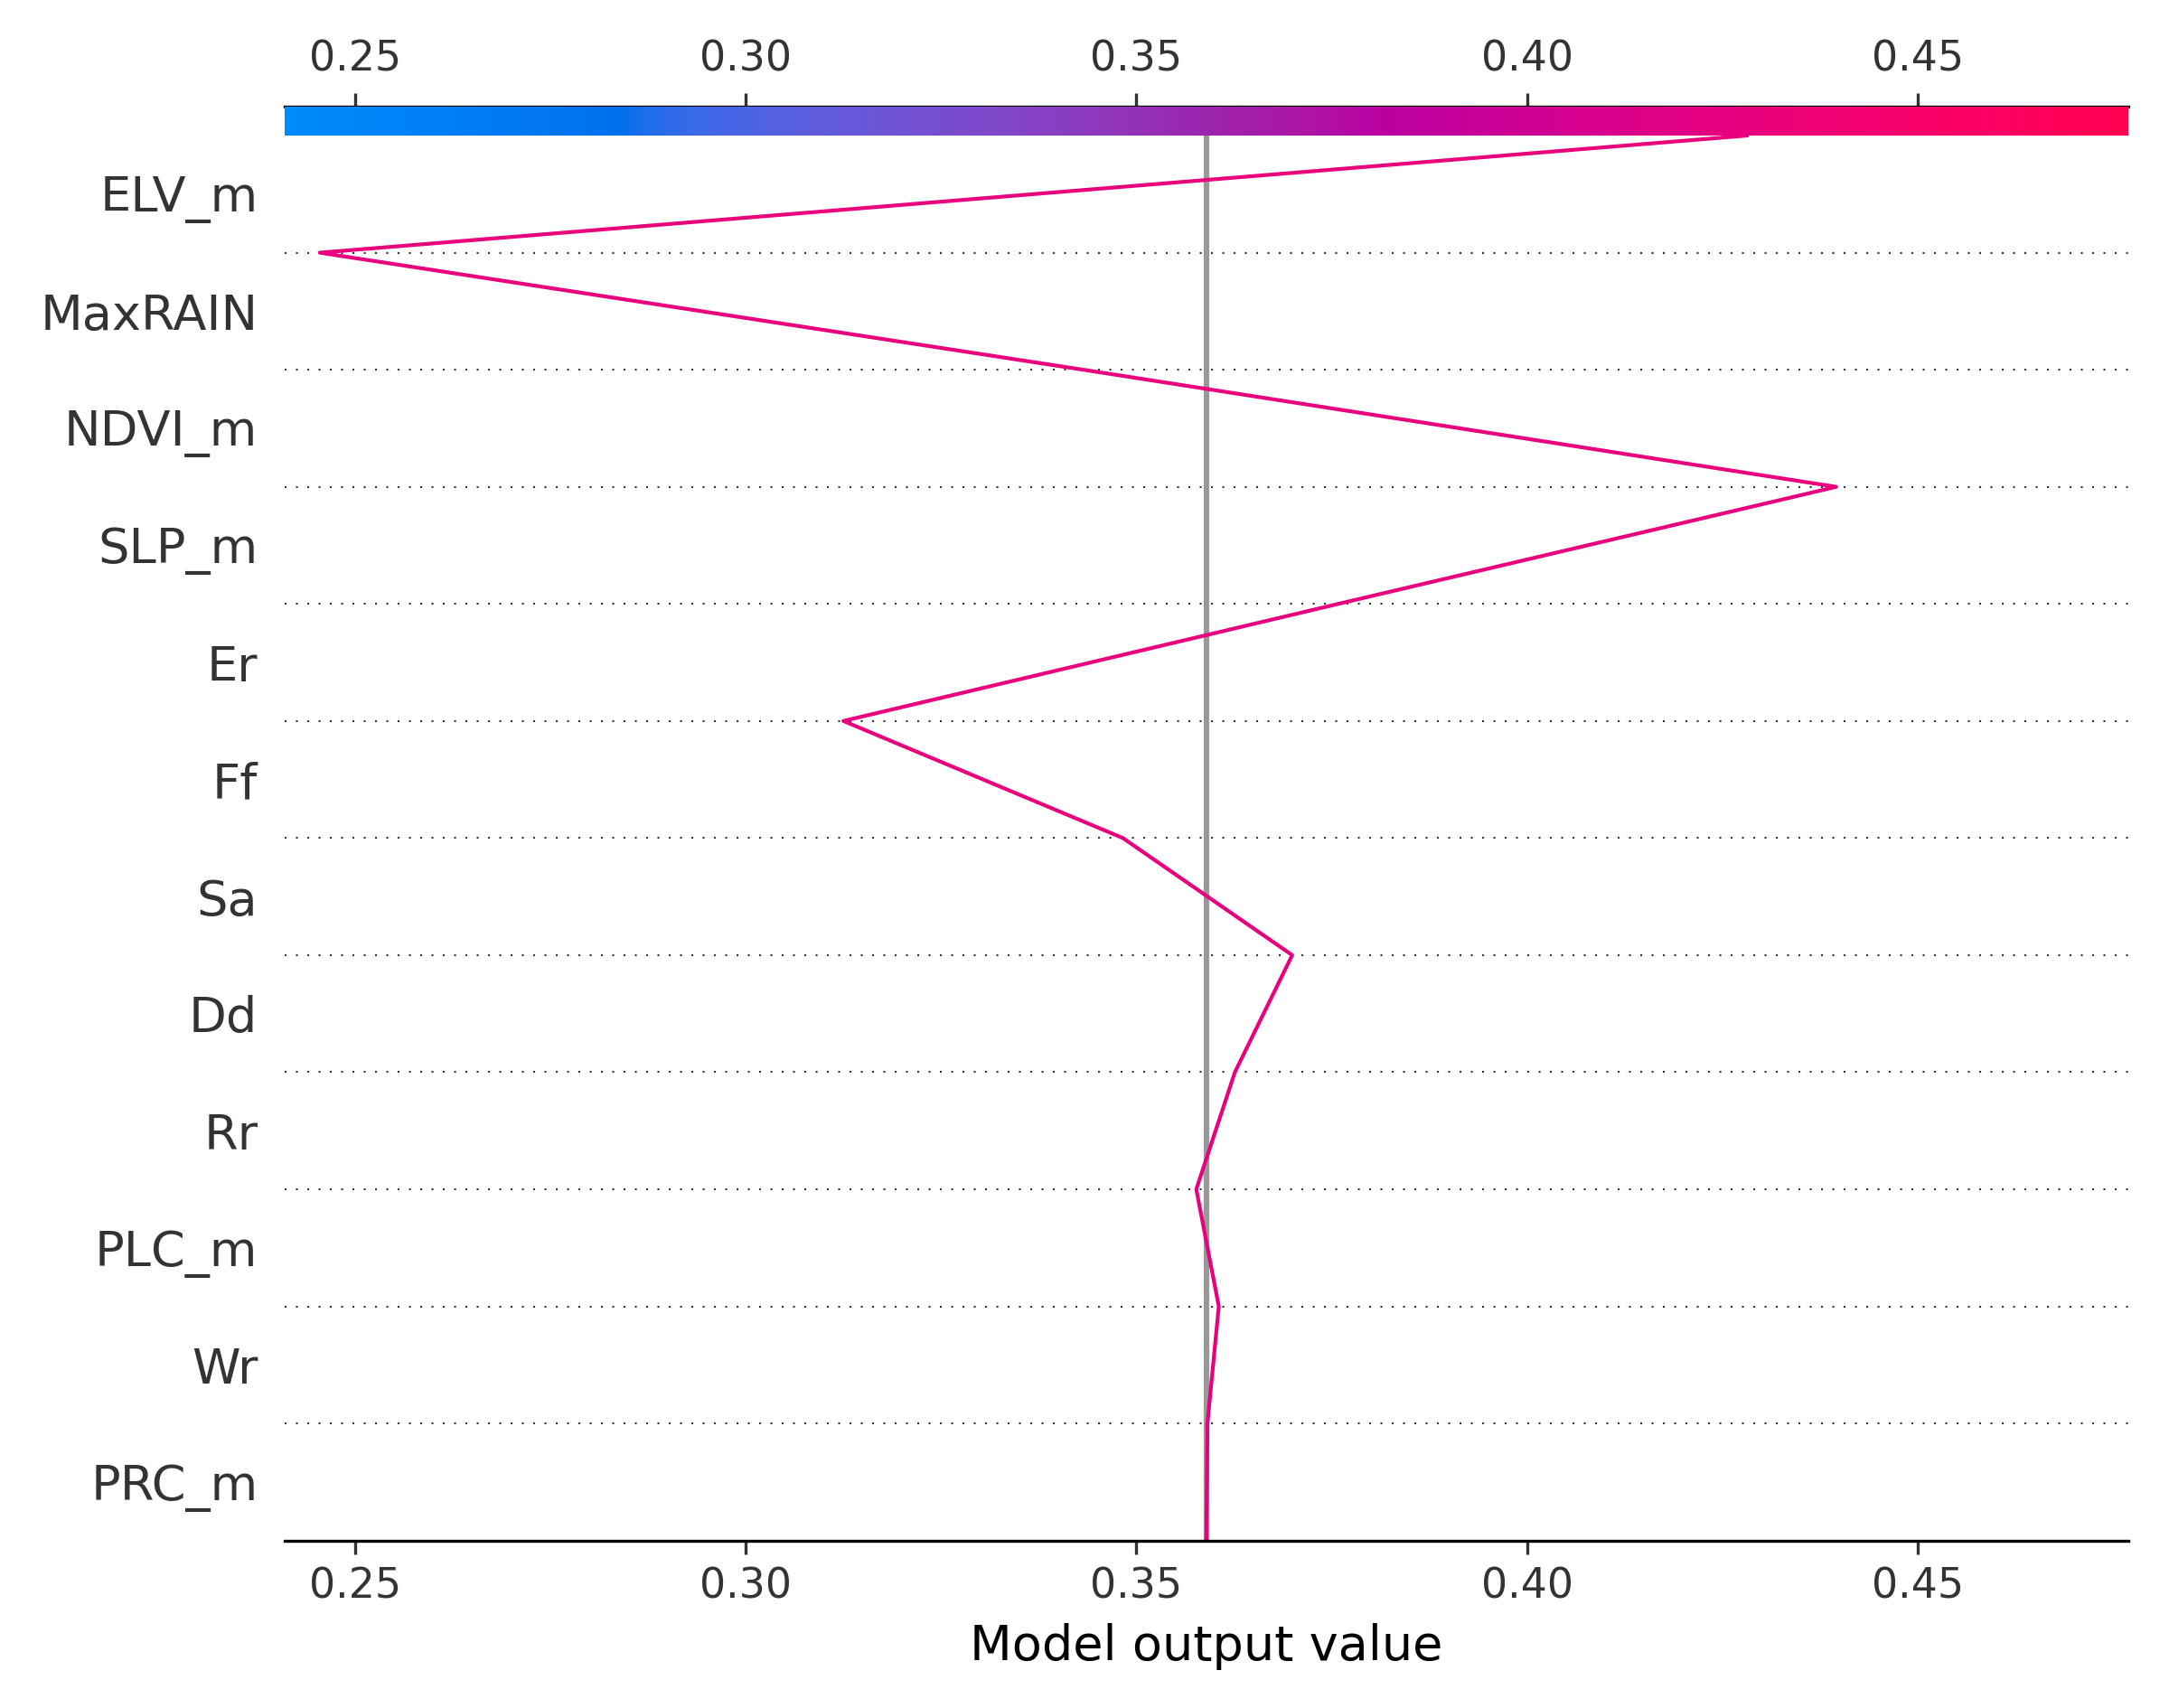 0.25 0.30 0.35 0.40 0.45
ELV_m
MaxRAIN
NDVI_m
SLP_m
Er
Ff
Sa
Dd
Rr
PLC_m
Wr
PRC_m
0.25 0.30 0.35 0.40 0.45
Model output value